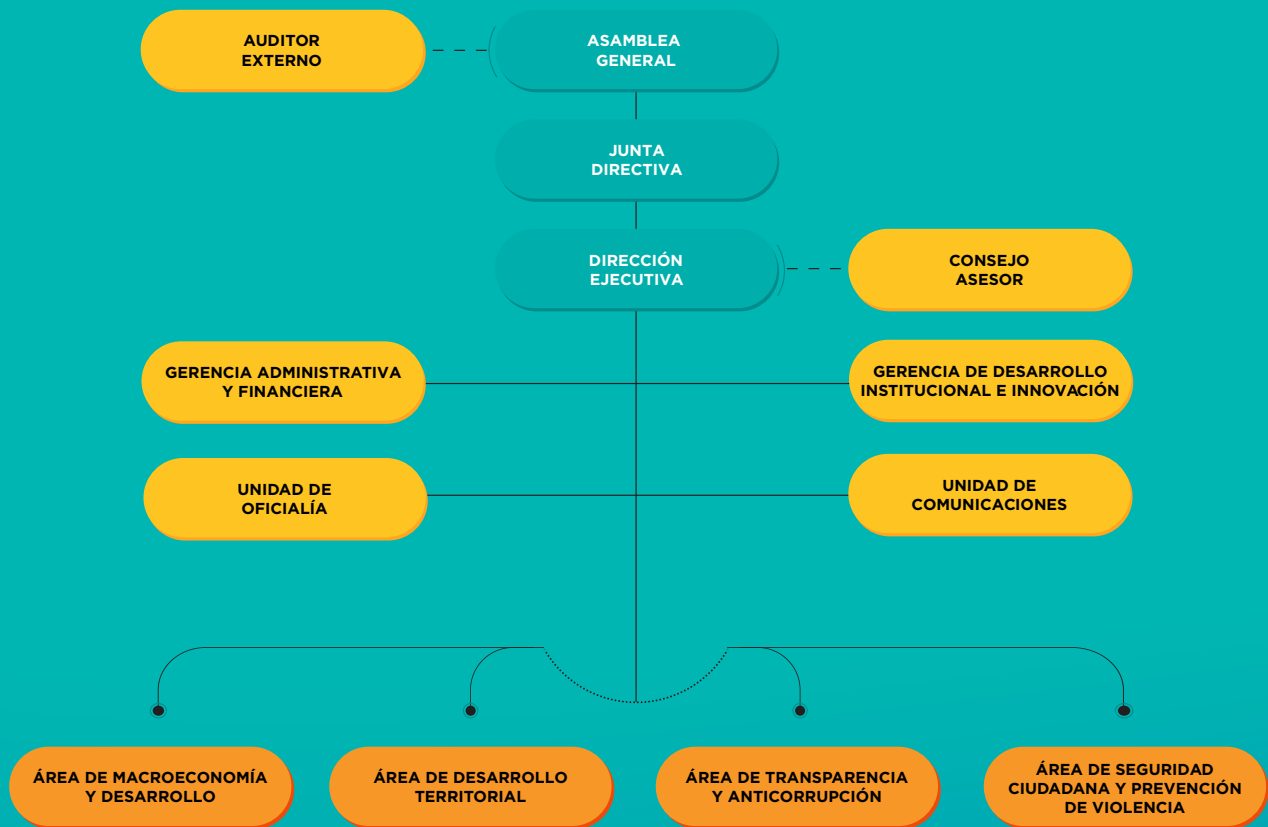 AUDITOR
EXTERNO
ASAMBLEA
GENERAL
JUNTA
DIRECTIVA
DIRECCIÓN
EJECUTIVA
CONSEJO
ASESOR
GERENCIA ADMINISTRATIVA
Y FINANCIERA
GERENCIA DE DESARROLLO
INSTITUCIONAL E INNOVACIÓN
UNIDAD DE
OFICIALÍA
UNIDAD DE
COMUNICACIONES
ÁREA DE MACROECONOMÍA
Y DESARROLLO
ÁREA DE DESARROLLO
TERRITORIAL
ÁREA DE TRANSPARENCIA
Y ANTICORRUPCIÓN
ÁREA DE SEGURIDAD
CIUDADANA Y PREVENCIÓN
DE VIOLENCIA